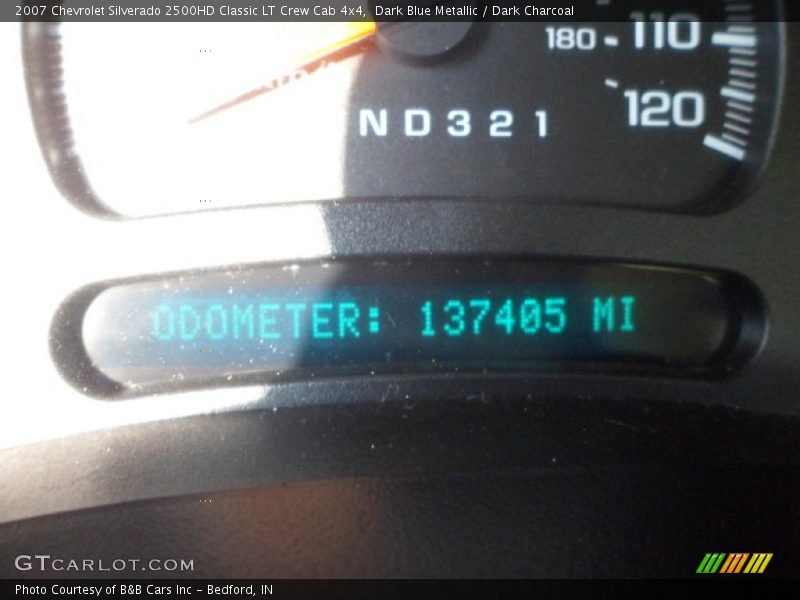 2007 Chevrolet Silverado 2500HD Classic LT Crew Cab 4x4, Dark Blue Metallic / Dark Charcoal
180 110
120
N D 3 2 1
ODOMETER: 137405 MI
GTCARLOT.COM
Photo Courtesy of B&B Cars Inc - Bedford, IN